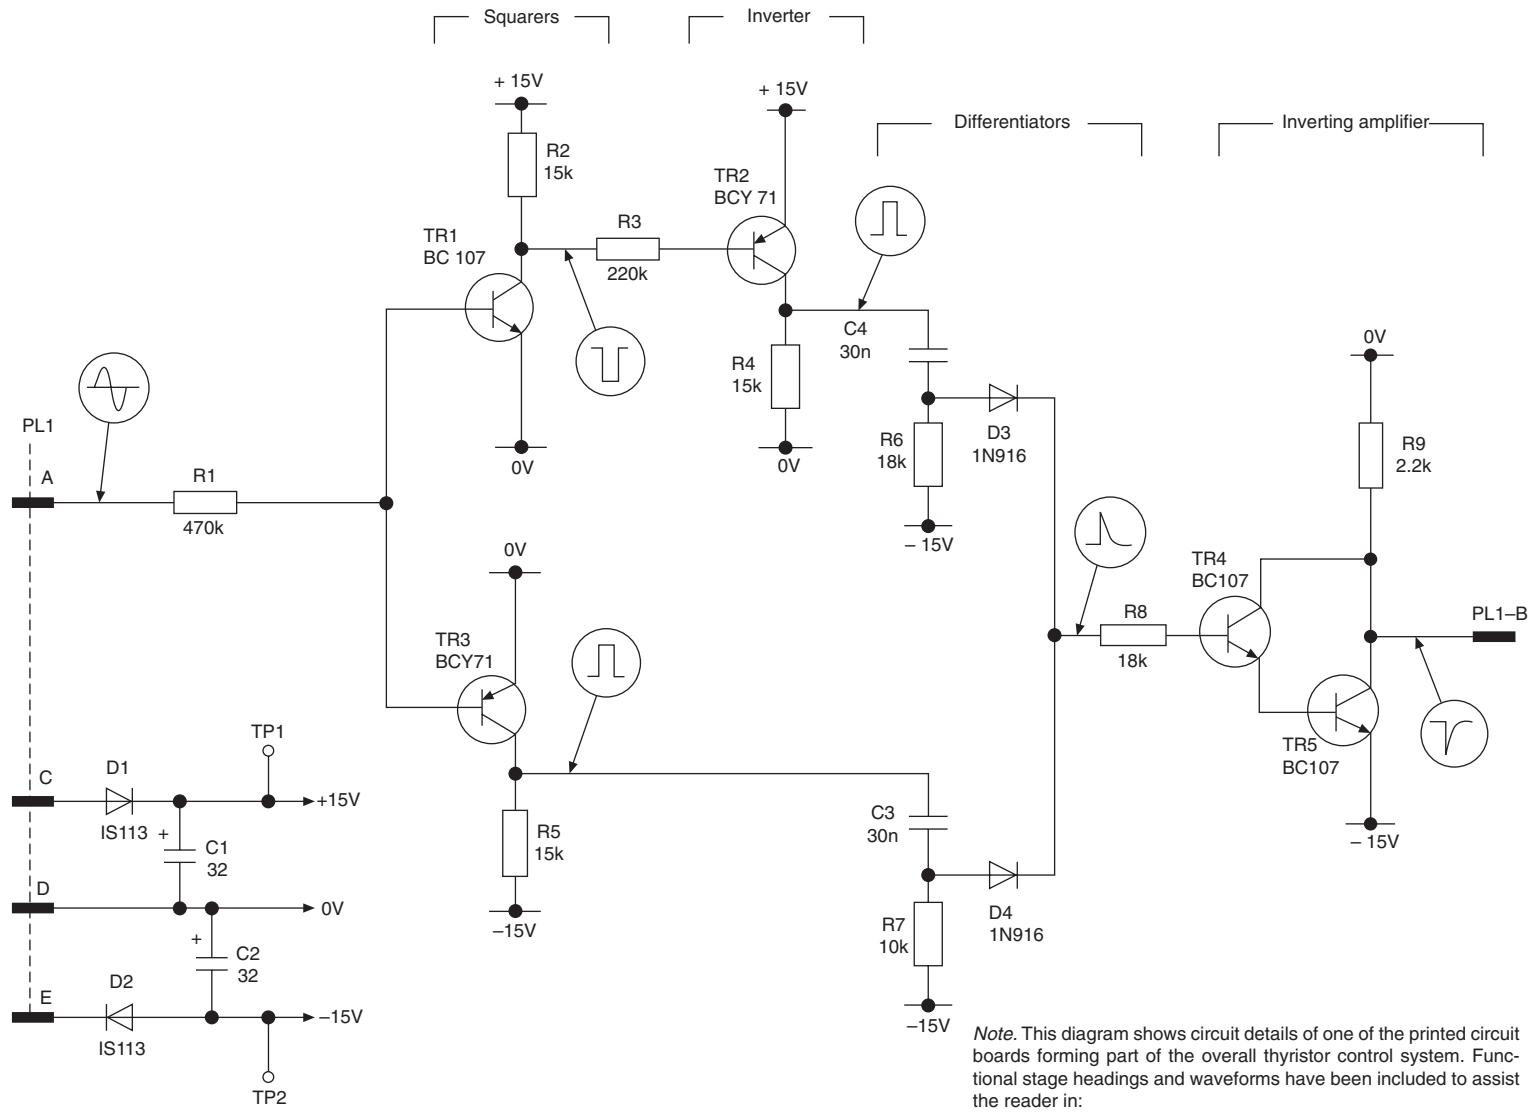 Squarers
Inverter
+ 15V
+ 15V
Differentiators
Inverting amplifier
R2
15k
TR2
BCY 71
TR1
BC 107
R3
220k
C4
30n
R4
15k
0V
PL1
A
R1
470k
0V
0V
D3
1N916
R6
18k
– 15V
R9
2.2k
0V
TR3
BCY71
TR4
BC107
R8
18k
PL1–B
TP1
C
D1
IS113
+
C1
32
+15V
TR5
BC107
– 15V
R5
15k
–15V
C3
30n
D
0V
+
C2
32
D4
1N916
R7
10k
–15V
E
D2
IS113
–15V
TP2
Note. This diagram shows circuit details of one of the printed circuit
boards forming part of the overall thyristor control system. Func-
tional stage headings and waveforms have been included to assist
the reader in: